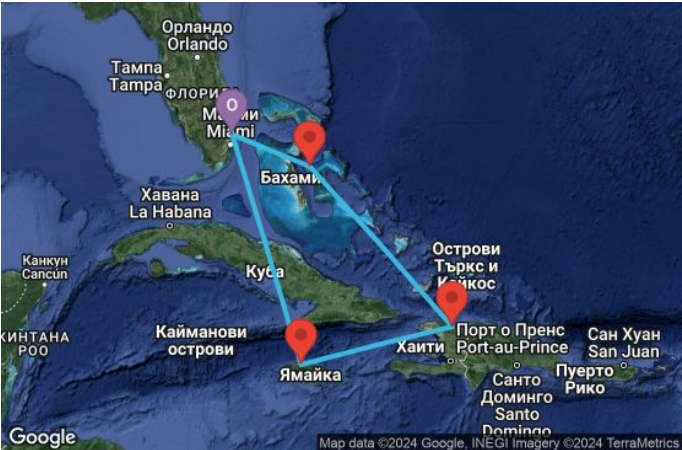 Орландо
Orlando
Тампа
Tampa
ФЛОРИДА
О
Маями
Miami
Бахами
Хавана
La Habana
Канкун
Cancún
Куба
Острови
Търкс и
Кайкос
КИНТАНА
РОО
Кайманови
острови
Порт о Пренс
Port-au-Prince
Хаити
Сан Хуан
San Juan
Ямайка
Пуерто
Рико
Санто
Доминго
Santo
Domingo
Google
Map data ©2024 Google, INEGI Imagery ©2024 TerraMetrics